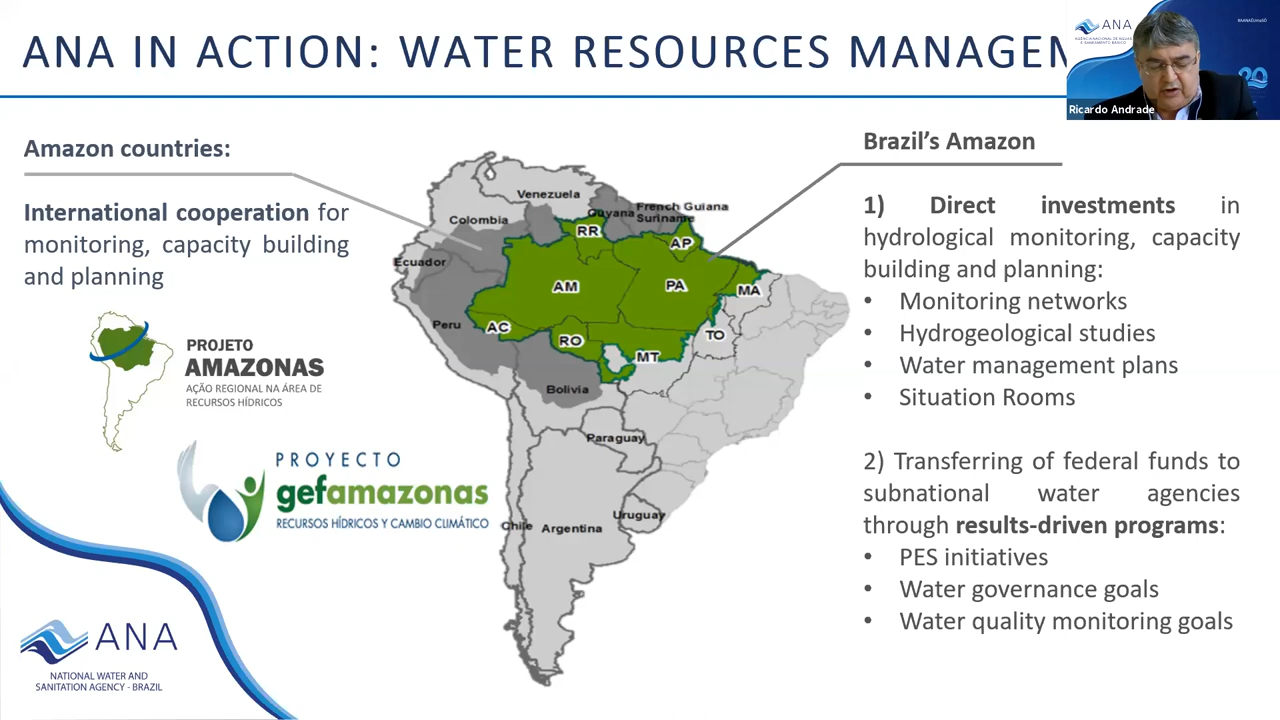 ANA IN ACTION: WATER RESOURCES MANAGEM
ANA
AGÊNCIA NACIONAL DE ÁGUAS
E SANEAMENTO BÁSICO
Ricardo Andrade
Amazon countries:
International cooperation for
monitoring, capacity building
and planning
PROJETO
AMAZONAS
AÇÃO REGIONAL NA ÁREA DE
RECURSOS HÍDRICOS
PROYECTO
gefamazonas
RECURSOS HÍDRICOS Y CAMBIO CLIMÁTICO
ANA
NATIONAL WATER AND
SANITATION AGENCY - BRAZIL
Venezuela
Colombia
Guyana
French Guiana
Suriname
Ecuador
Peru
Bolivia
Paraguay
Uruguay
Chile
Argentina
RR
AP
AM
PA
MA
AC
RO
MT
TO
Brazil’s Amazon
1) Direct investments in
hydrological monitoring, capacity
building and planning:
• Monitoring networks
• Hydrogeological studies
• Water management plans
• Situation Rooms
2) Transferring of federal funds to
subnational water agencies
through results-driven programs:
• PES initiatives
• Water governance goals
• Water quality monitoring goals